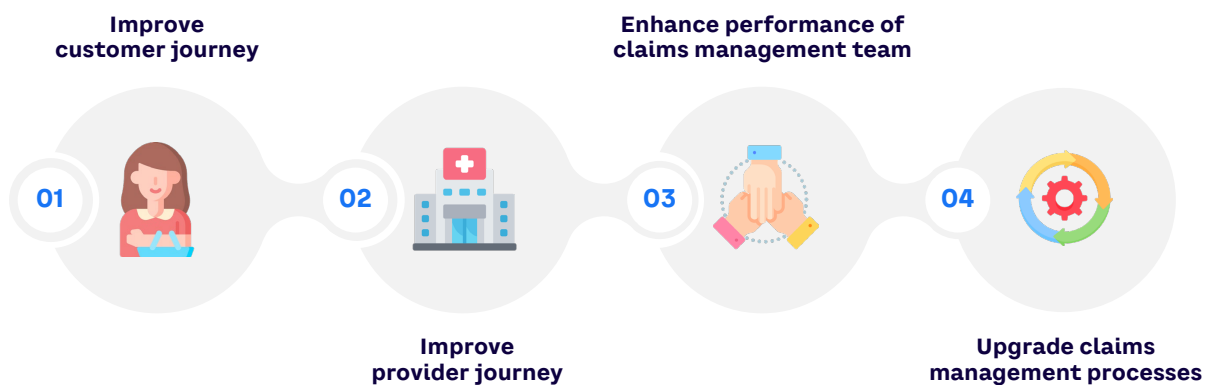 Improve
customer journey
Enhance performance of
claims management team
01
02
03
04
Improve
provider journey
Upgrade claims
management processes